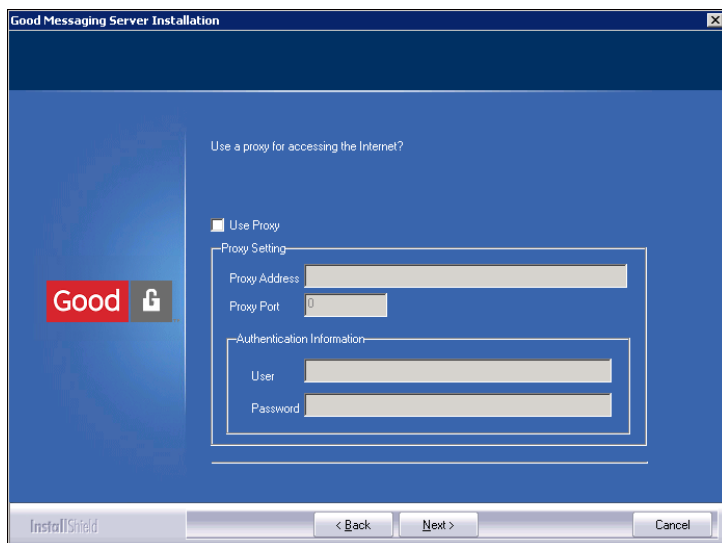 Good Messaging Server Installation
Use a proxy for accessing the Internet?
Use Proxy
Proxy Setting
Proxy Address
Proxy Port 0
Authentication Information
User
Password
Good
InstallShield
< Back Next > Cancel